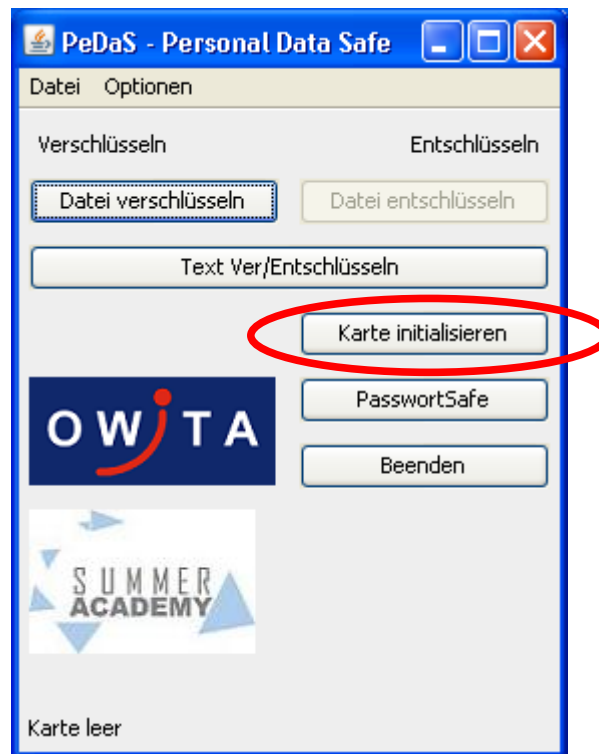 PeDaS - Personal Data Safe
Datei Optionen
Verschlüsseln Entschlüsseln
Datei verschlüsseln Datei entschlüsseln
Text Ver/Entschlüsseln
Karte initialisieren
PasswortSafe
OWITA
Beenden
SUMMER
ACADEMY
Karte leer